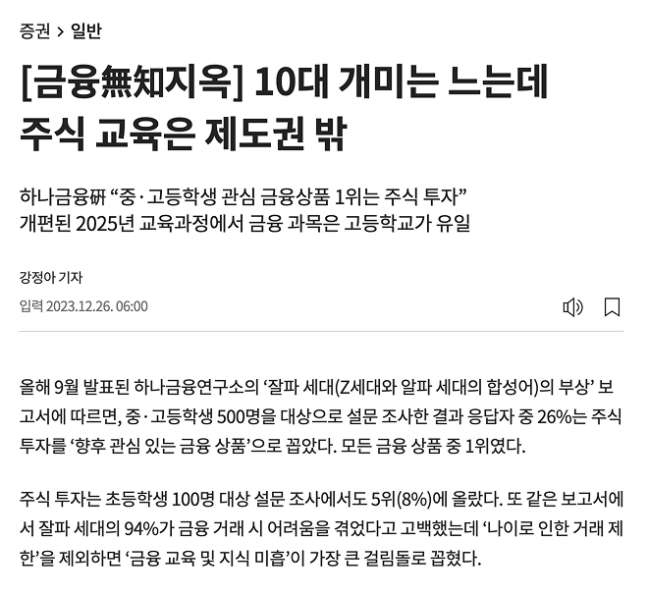 증권 > 일반
[금융無知지옥] 10대 개미는 느는데
주식 교육은 제도권 밖
하나금융硏 “중·고등학생 관심 금융상품 1위는 주식 투자”
개편된 2025년 교육과정에서 금융 과목은 고등학교가 유일
강정아 기자
입력 2023.12.26. 06:00
올해 9월 발표된 하나금융연구소의 ‘잘파 세대(Z세대와 알파 세대의 합성어)의 부상’ 보
고서에 따르면, 중·고등학생 500명을 대상으로 설문 조사한 결과 응답자 중 26%는 주식
투자를 ‘향후 관심 있는 금융 상품’으로 꼽았다. 모든 금융 상품 중 1위였다.
주식 투자는 초등학생 100명 대상 설문 조사에서도 5위(8%)에 올랐다. 또 같은 보고서에
서 잘파 세대의 94%가 금융 거래 시 어려움을 겪었다고 고백했는데 ‘나이로 인한 거래 제
한’을 제외하면 ‘금융 교육 및 지식 미흡’이 가장 큰 걸림돌로 꼽혔다.